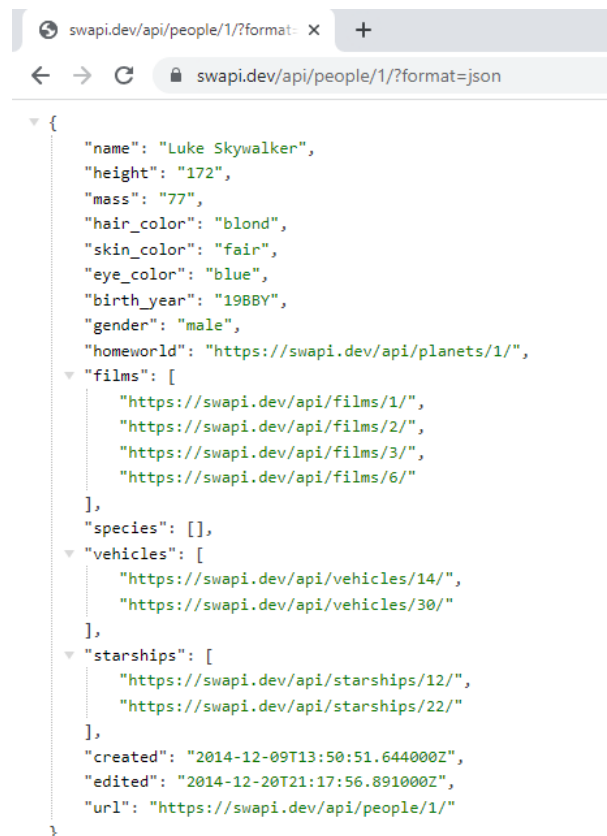 swapi.dev/api/people/1/?format=
swapi.dev/api/people/1/?format=json
{
"name": "Luke Skywalker",
"height": "172",
"mass": "77",
"hair_color": "blond",
"skin_color": "fair",
"eye_color": "blue",
"birth_year": "19BBY",
"gender": "male",
"homeworld": "https://swapi.dev/api/planets/1/",
"films": [
"https://swapi.dev/api/films/1/",
"https://swapi.dev/api/films/2/",
"https://swapi.dev/api/films/3/",
"https://swapi.dev/api/films/6/"
],
"species": [],
"vehicles": [
"https://swapi.dev/api/vehicles/14/",
"https://swapi.dev/api/vehicles/30/"
],
"starships": [
"https://swapi.dev/api/starships/12/",
"https://swapi.dev/api/starships/22/"
],
"created": "2014-12-09T13:50:51.644000Z",
"edited": "2014-12-20T21:17:56.891000Z",
"url": "https://swapi.dev/api/people/1/"
}